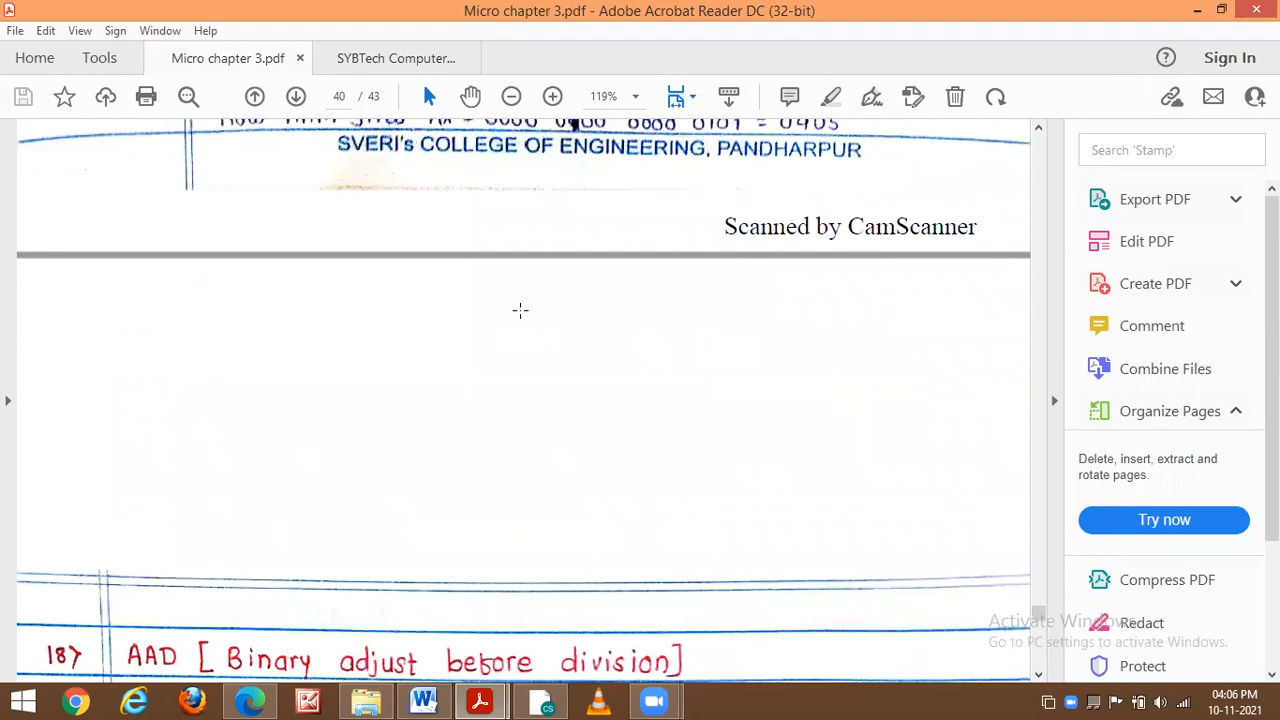 Micro chapter 3.pdf - Adobe Acrobat Reader DC (32-bit)
File Edit View Sign Window Help
Home Tools Micro chapter 3.pdf × SYBTech Computer... Sign In
40 / 43 119%
= 0405
SVERI's COLLEGE OF ENGINEERING, PANDHARPUR
Scanned by CamScanner
18> AAD [ Binary adjust before division]
Search 'Stamp'
Export PDF
Edit PDF
Create PDF
Comment
Combine Files
Organize Pages
Delete, insert, extract and
rotate pages.
Try now
Compress PDF
Redact
Protect
Activate Windows
Go to PC settings to activate Windows.
04:06 PM
10-11-2021